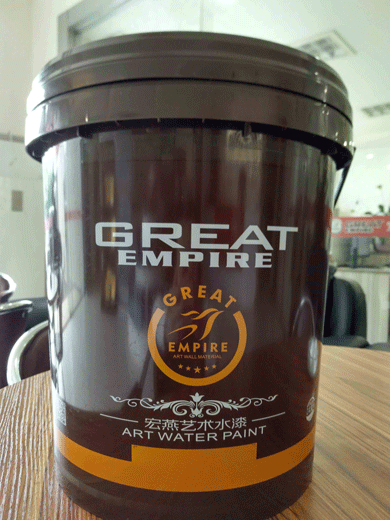 GREAT
EMPIRE
GREAT
EMPIRE
ART WALL MATERIAL
宏燕艺术水漆
ART WATER PAINT